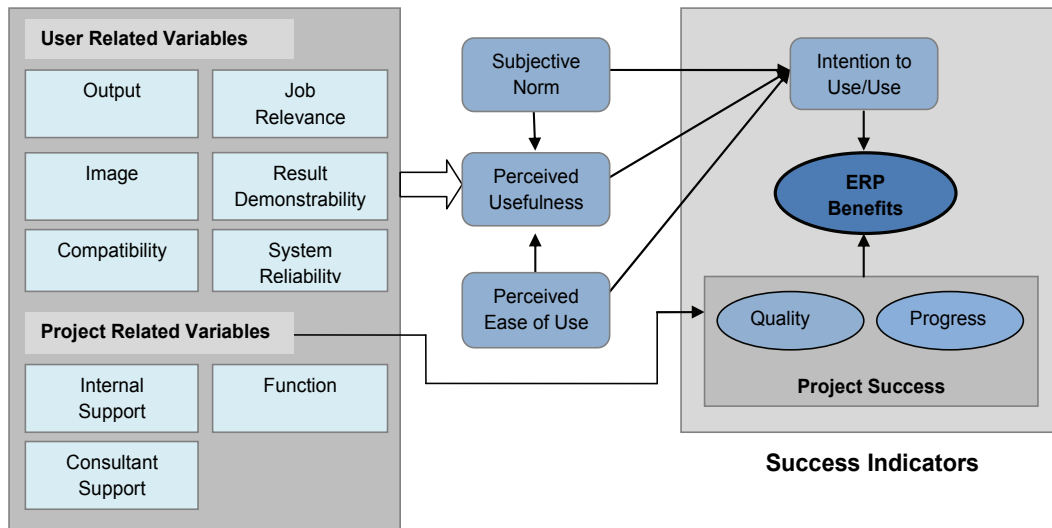 User Related Variables
Output
Job
Relevance
Image
Result
Demonstrability
Compatibility
System
Reliability
Project Related Variables
Internal
Support
Function
Consultant
Support
Subjective
Norm
Perceived
Usefulness
Perceived
Ease of Use
Intention to
Use/Use
ERP
Benefits
Quality
Progress
Project Success
Success Indicators